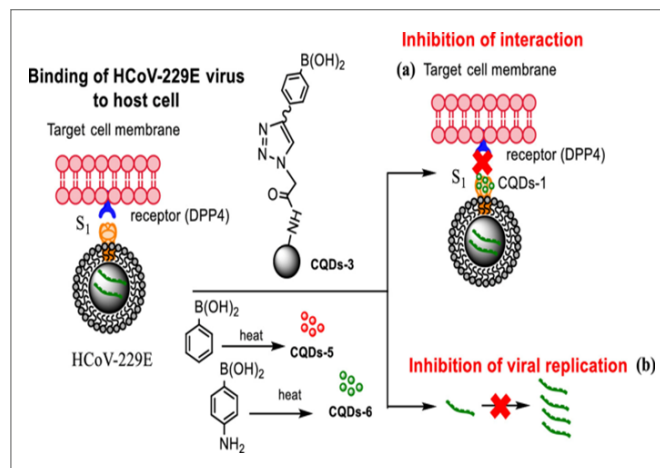 Binding of HCoV-229E virus
to host cell
Target cell membrane
receptor (DPP4)
S1
HCoV-229E
B(OH)2
N
N
N
O
NH
CQDs-3
B(OH)2
heat
CQDs-5
B(OH)2
heat
CQDs-6
NH2
Inhibition of interaction
(a) Target cell membrane
receptor (DPP4)
S1
CQDs-1
Inhibition of viral replication (b)